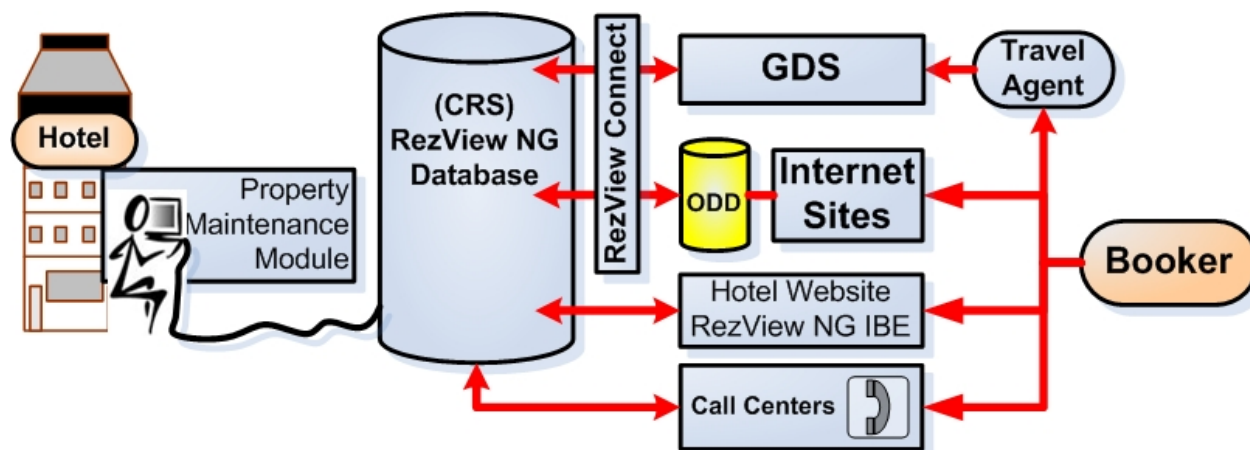 Hotel
Property
Maintenance
Module
(CRS)
RezView NG
Database
RezView Connect
GDS
Travel
Agent
ODD
Internet
Sites
Hotel Website
RezView NG IBE
Call Centers
Booker